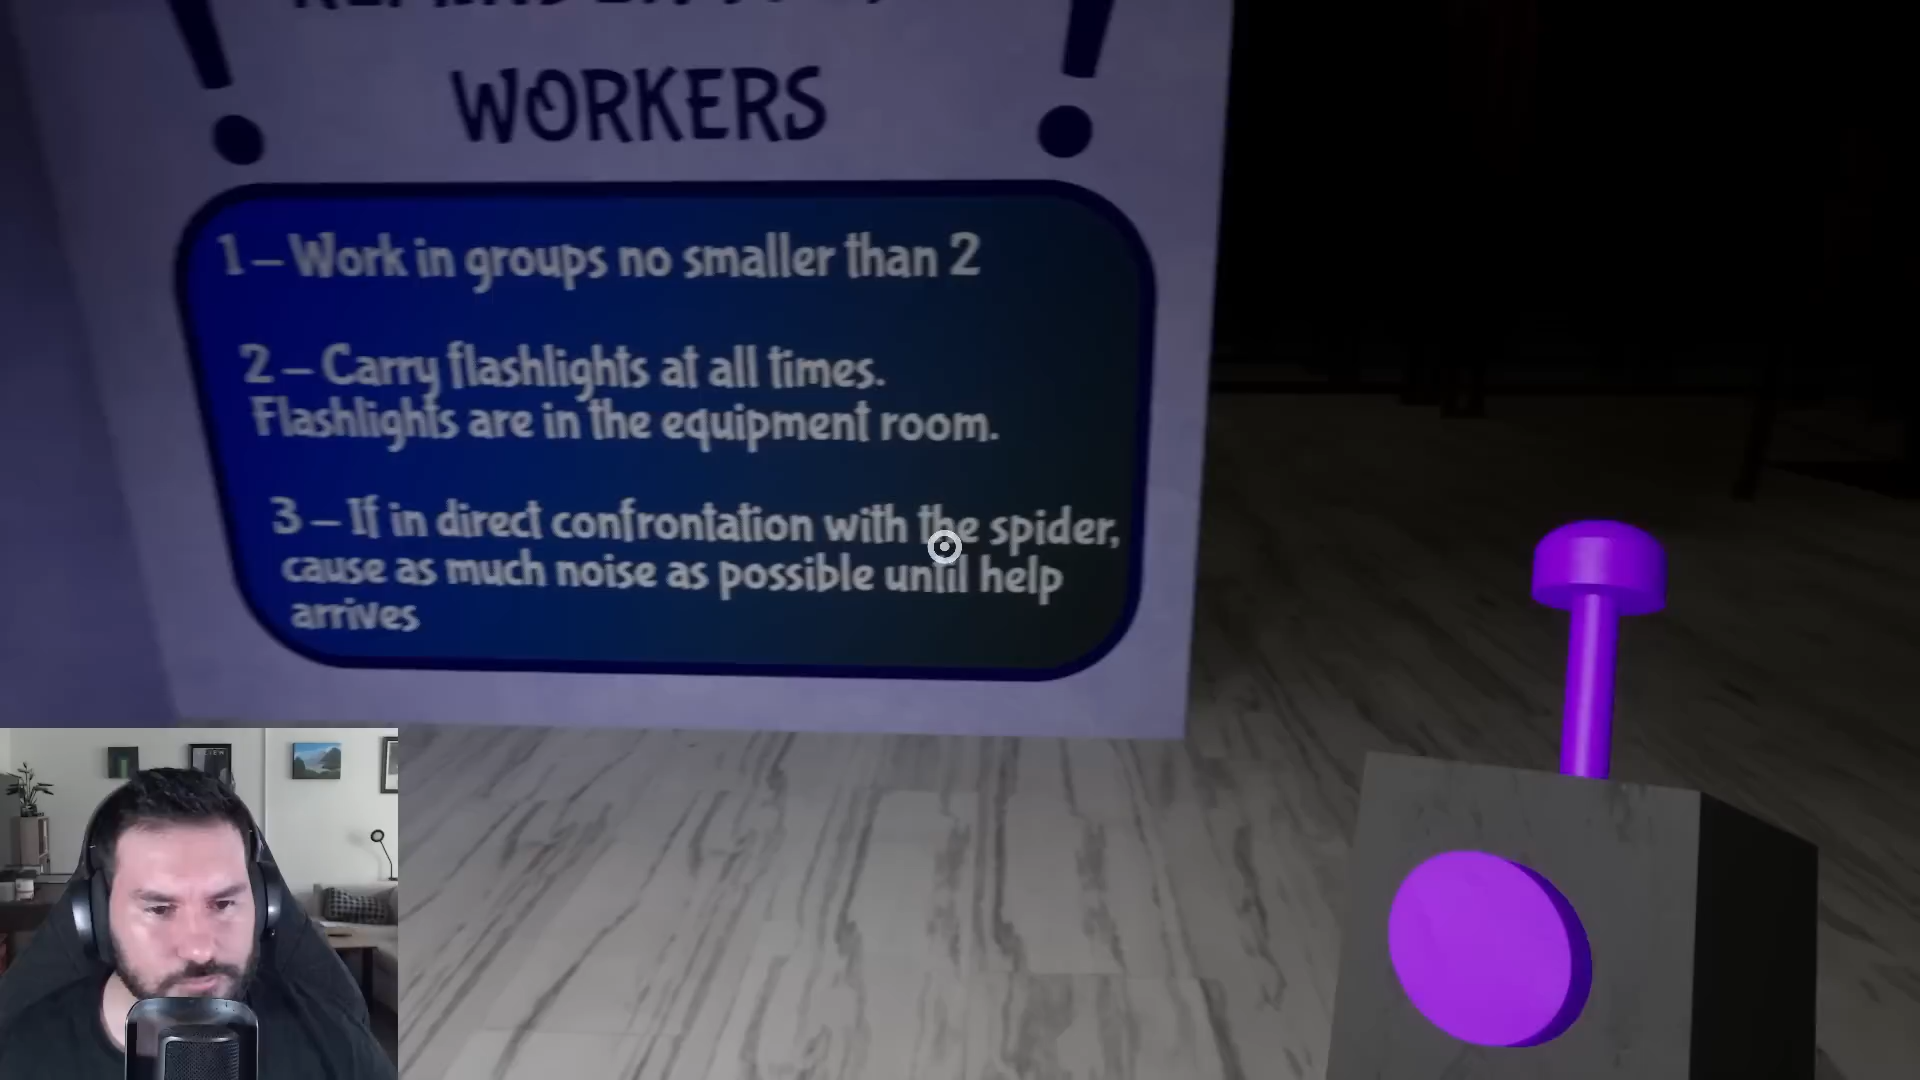 WORKERS
1 – Work in groups no smaller than 2
2 – Carry flashlights at all times.
Flashlights are in the equipment room.
3 – If in direct confrontation with the spider,
cause as much noise as possible until help
arrives